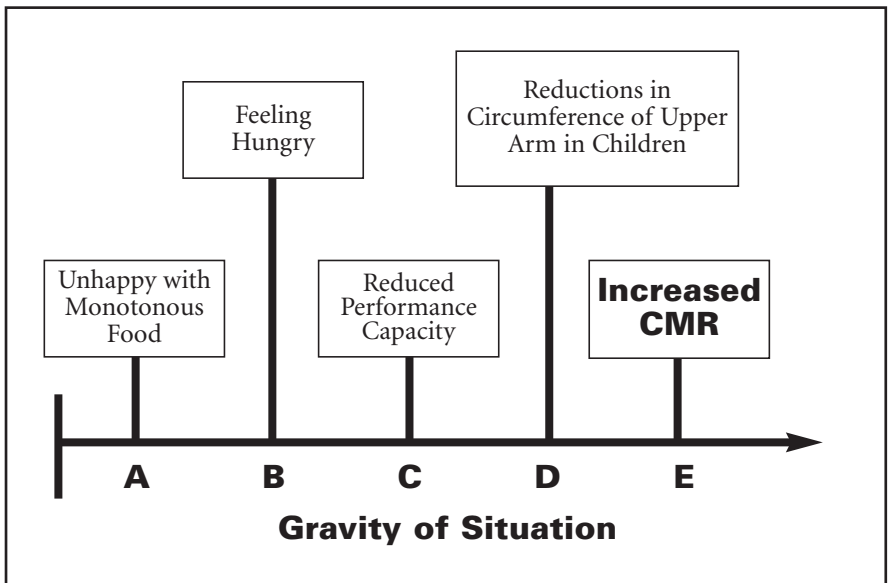 Unhappy with
Monotonous
Food
Feeling
Hungry
Reduced
Performance
Capacity
Reductions in
Circumference of Upper
Arm in Children
Increased
CMR
A
B
C
D
E
Gravity of Situation